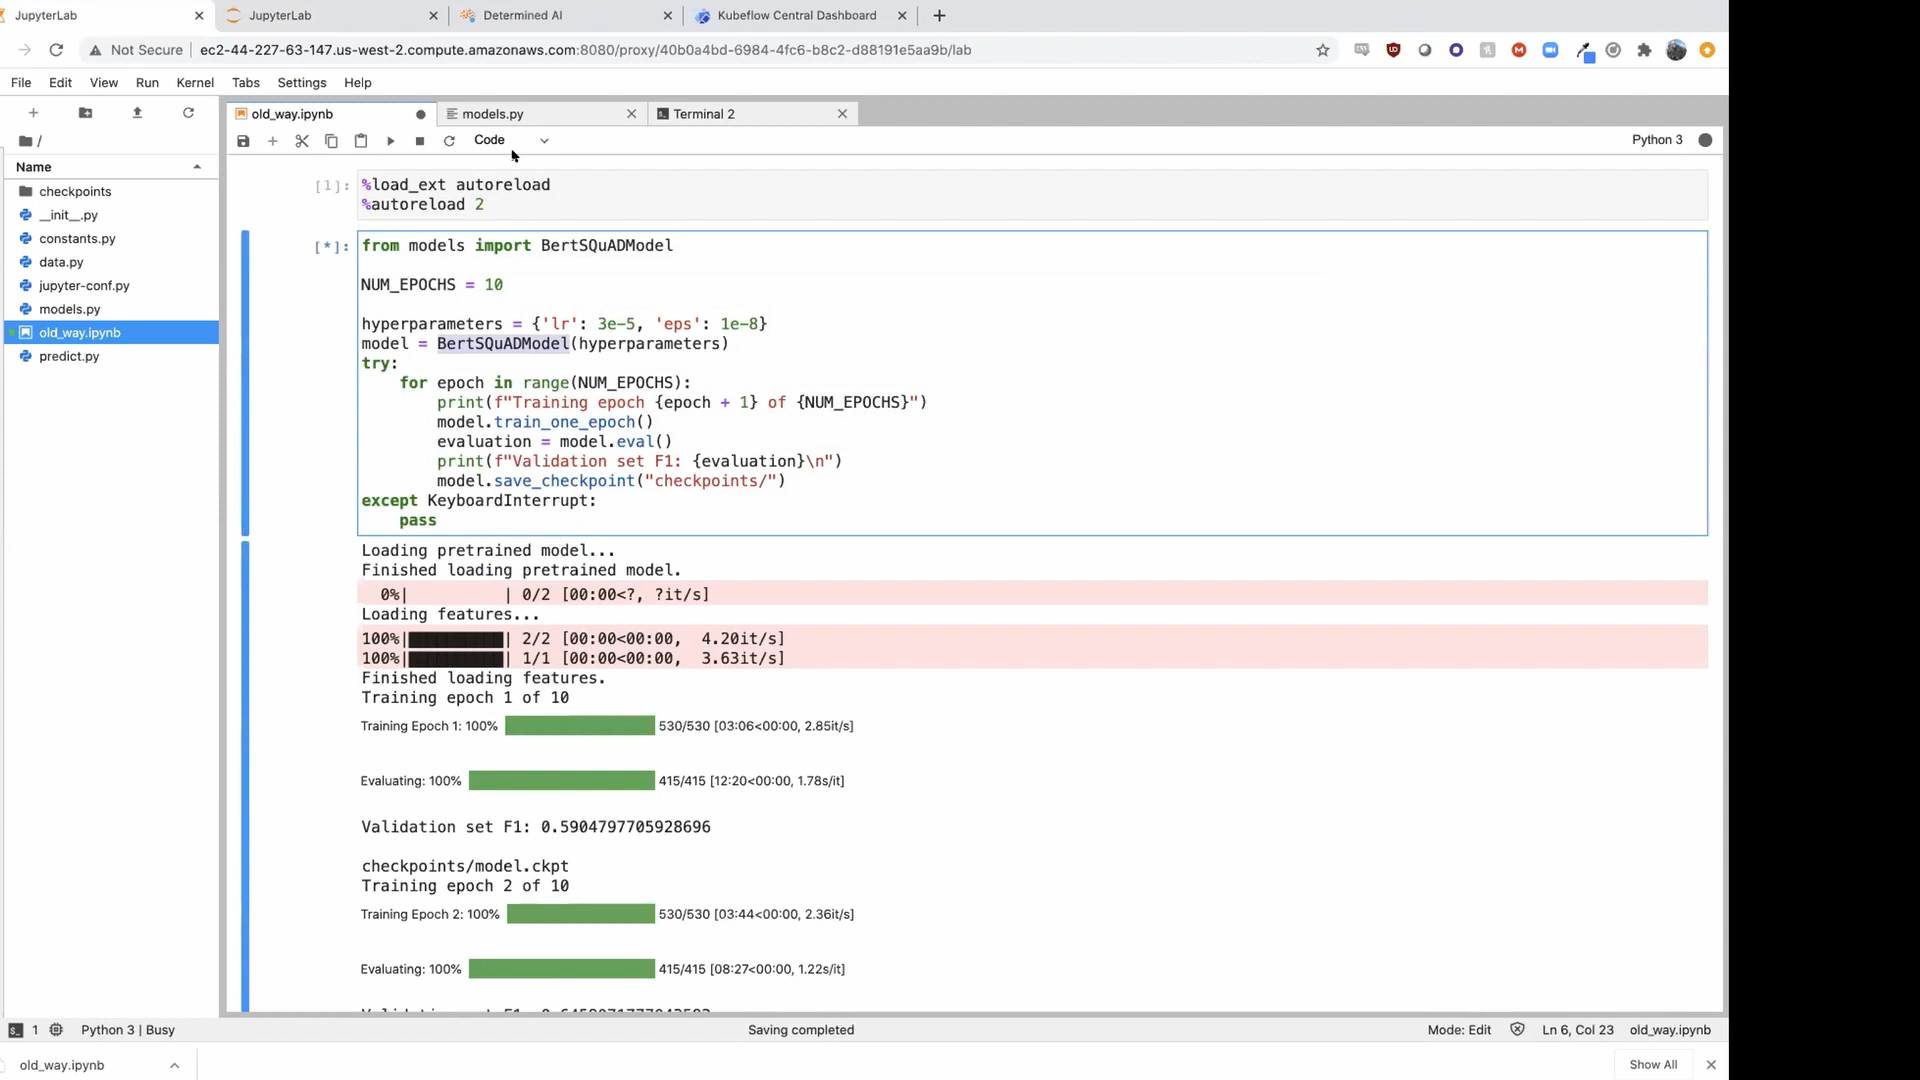 JupyterLab
JupyterLab
Determined AI
Kubeflow Central Dashboard
Not Secure
ec2-44-227-63-147.us-west-2.compute.amazonaws.com:8080/proxy/40b0a4bd-6984-4fc6-b8c2-d88191e5aa9b/lab
File Edit View Run Kernel Tabs Settings Help
old_way.ipynb
models.py
Terminal 2
Code
Python 3
/
Name
checkpoints
__init__.py
constants.py
data.py
jupyter-conf.py
models.py
old_way.ipynb
predict.py
[1]:
%load_ext autoreload
%autoreload 2
[*]:
from models import BertSQuADModel
NUM_EPOCHS = 10
hyperparameters = {'lr': 3e-5, 'eps': 1e-8}
model = BertSQuADModel(hyperparameters)
try:
for epoch in range(NUM_EPOCHS):
print(f"Training epoch {epoch + 1} of {NUM_EPOCHS}")
model.train_one_epoch()
evaluation = model.eval()
print(f"Validation set F1: {evaluation}\n")
model.save_checkpoint("checkpoints/")
except KeyboardInterrupt:
pass
Loading pretrained model...
Finished loading pretrained model.
0%| | 0/2 [00:00<?, ?it/s]
Loading features...
100%|██████████| 2/2 [00:00<00:00, 4.20it/s]
100%|██████████| 1/1 [00:00<00:00, 3.63it/s]
Finished loading features.
Training epoch 1 of 10
Training Epoch 1: 100% 530/530 [03:06<00:00, 2.85it/s]
Evaluating: 100% 415/415 [12:20<00:00, 1.78s/it]
Validation set F1: 0.5904797705928696
checkpoints/model.ckpt
Training epoch 2 of 10
Training Epoch 2: 100% 530/530 [03:44<00:00, 2.36it/s]
Evaluating: 100% 415/415 [08:27<00:00, 1.22s/it]
1
Python 3 | Busy
Saving completed
Mode: Edit
Ln 6, Col 23
old_way.ipynb
old_way.ipynb
Show All